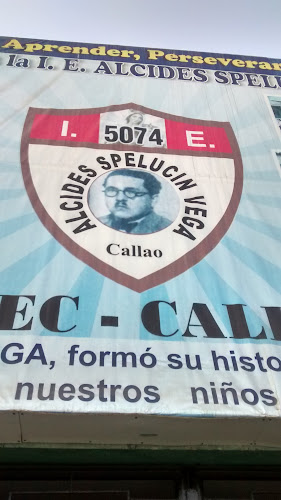 Aprender, Perseverar
la I. E. ALCIDES SPEL
I. 5074 E.
ALCIDES SPELUCIN VEGA
Callao
EC - CAL
GA, formó su histo
nuestros niños